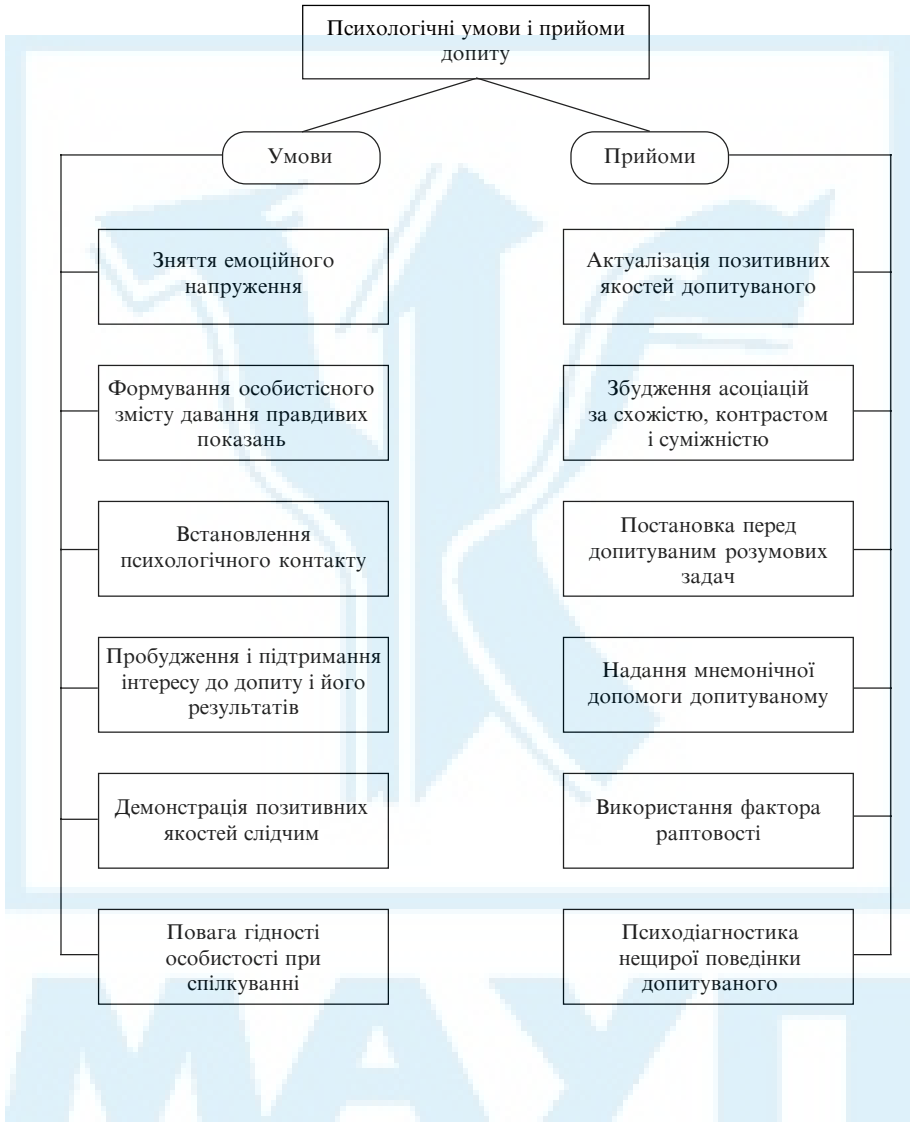 Психологічні умови і прийоми
допиту
Умови
Прийоми
Зняття емоційного
напруження
Формування особистісного
змісту давання правдивих
показань
Встановлення
психологічного контакту
Пробудження і підтримання
інтересу до допиту і його
результатів
Демонстрація позитивних
якостей слідчим
Повага гідності
особистості при
спілкуванні
Актуалізація позитивних
якостей допитуваного
Збудження асоціацій
за схожістю, контрастом
і суміжністю
Постановка перед
допитуваним розумових
задач
Надання мнемонічної
допомоги допитуваному
Використання фактора
раптовості
Психодіагностика
нещирої поведінки
допитуваного
МАУП